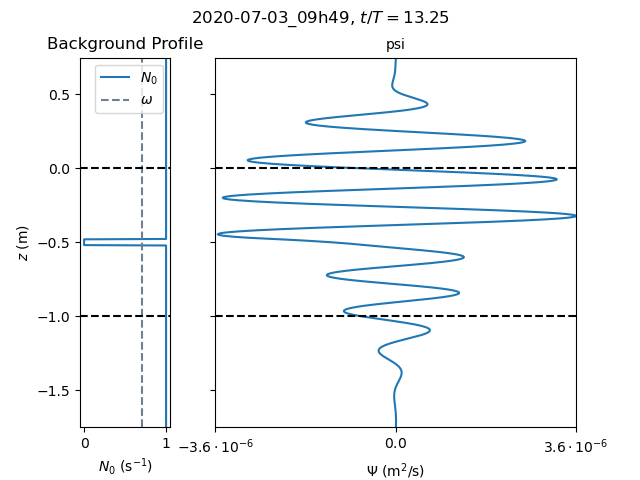 2020-07-03_09h49, t/T = 13.25
Background Profile
psi
N₀
ω
0.5
0.0
−0.5
−1.0
−1.5
z (m)
0
1
−3.6 · 10⁻⁶
0.0
3.6 · 10⁻⁶
N₀ (s⁻¹)
Ψ (m²/s)